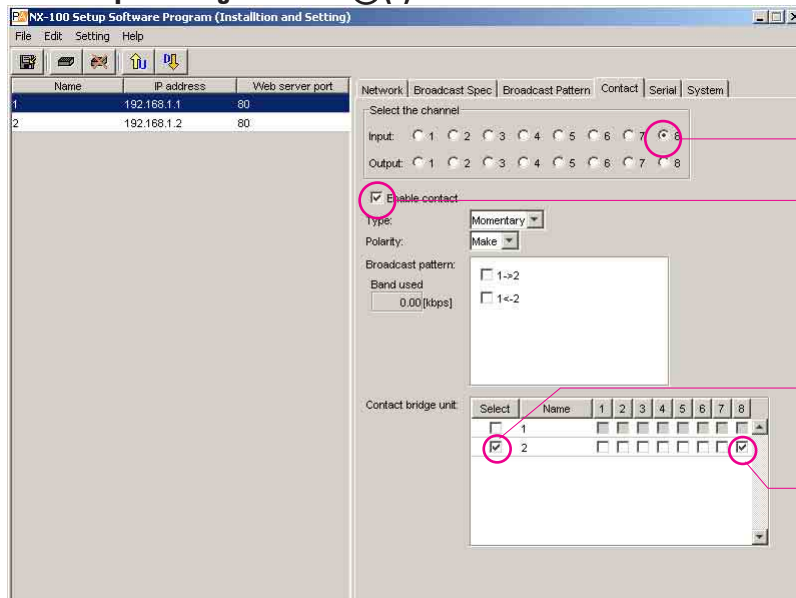 NX-100 Setup Software Program (Installtion and Setting)
File Edit Setting Help
Name IP address Web server port
1 192.168.1.1 80
2 192.168.1.2 80
Network Broadcast Spec Broadcast Pattern Contact Serial System
Select the channel
Input: 1 2 3 4 5 6 7 8
Output: 1 2 3 4 5 6 7 8
Enable contact
Type: Momentary
Polarity: Make
Broadcast pattern:
1->2
Band used
0.00 [kbps] 1<-2
Contact bridge unit:
Select Name 1 2 3 4 5 6 7 8
1
2